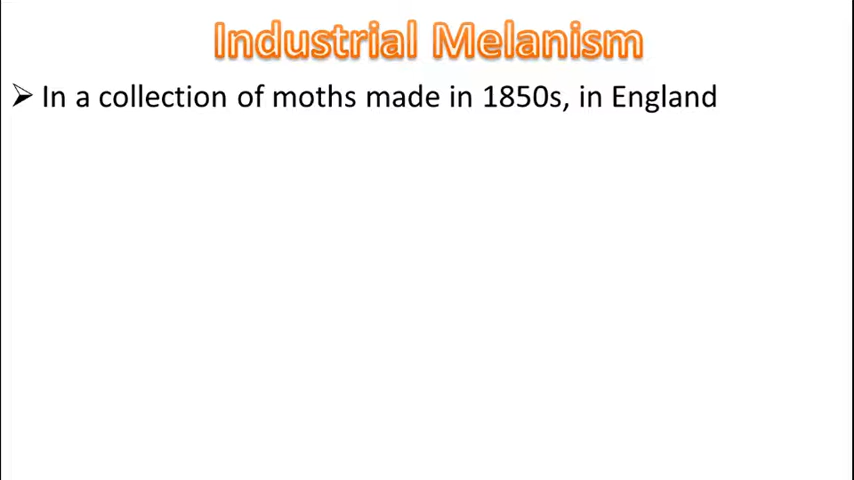 Industrial Melanism
➢ In a collection of moths made in 1850s, in England